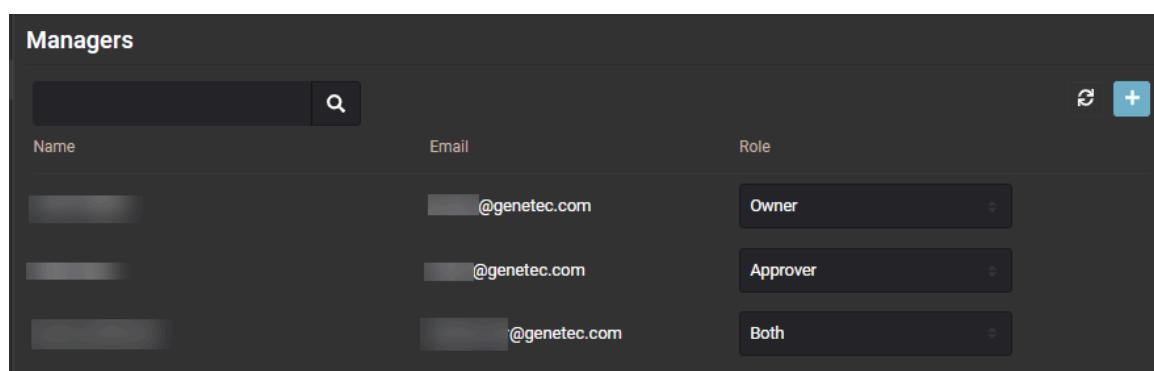 Managers
Name Email Role
@genetec.com Owner
@genetec.com Approver
r@genetec.com Both